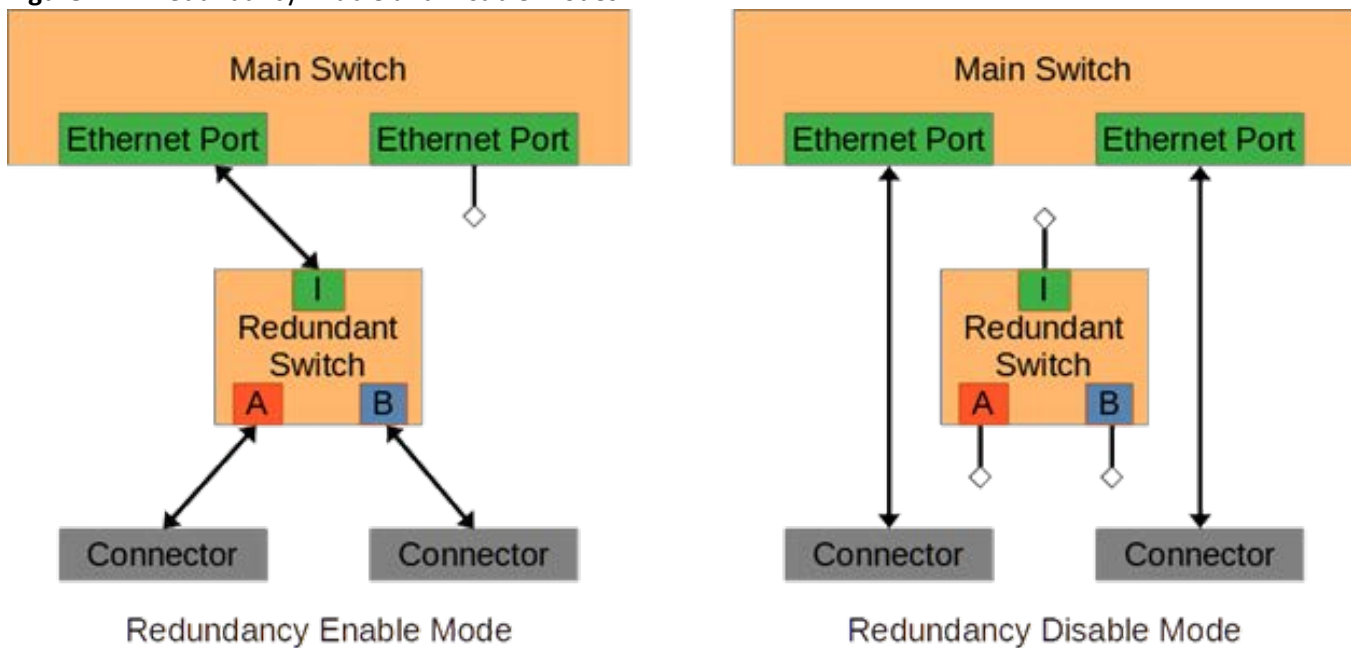 Main Switch
Ethernet Port Ethernet Port
I
Redundant
Switch
A B
Connector Connector
Redundancy Enable Mode
Main Switch
Ethernet Port Ethernet Port
I
Redundant
Switch
A B
Connector Connector
Redundancy Disable Mode